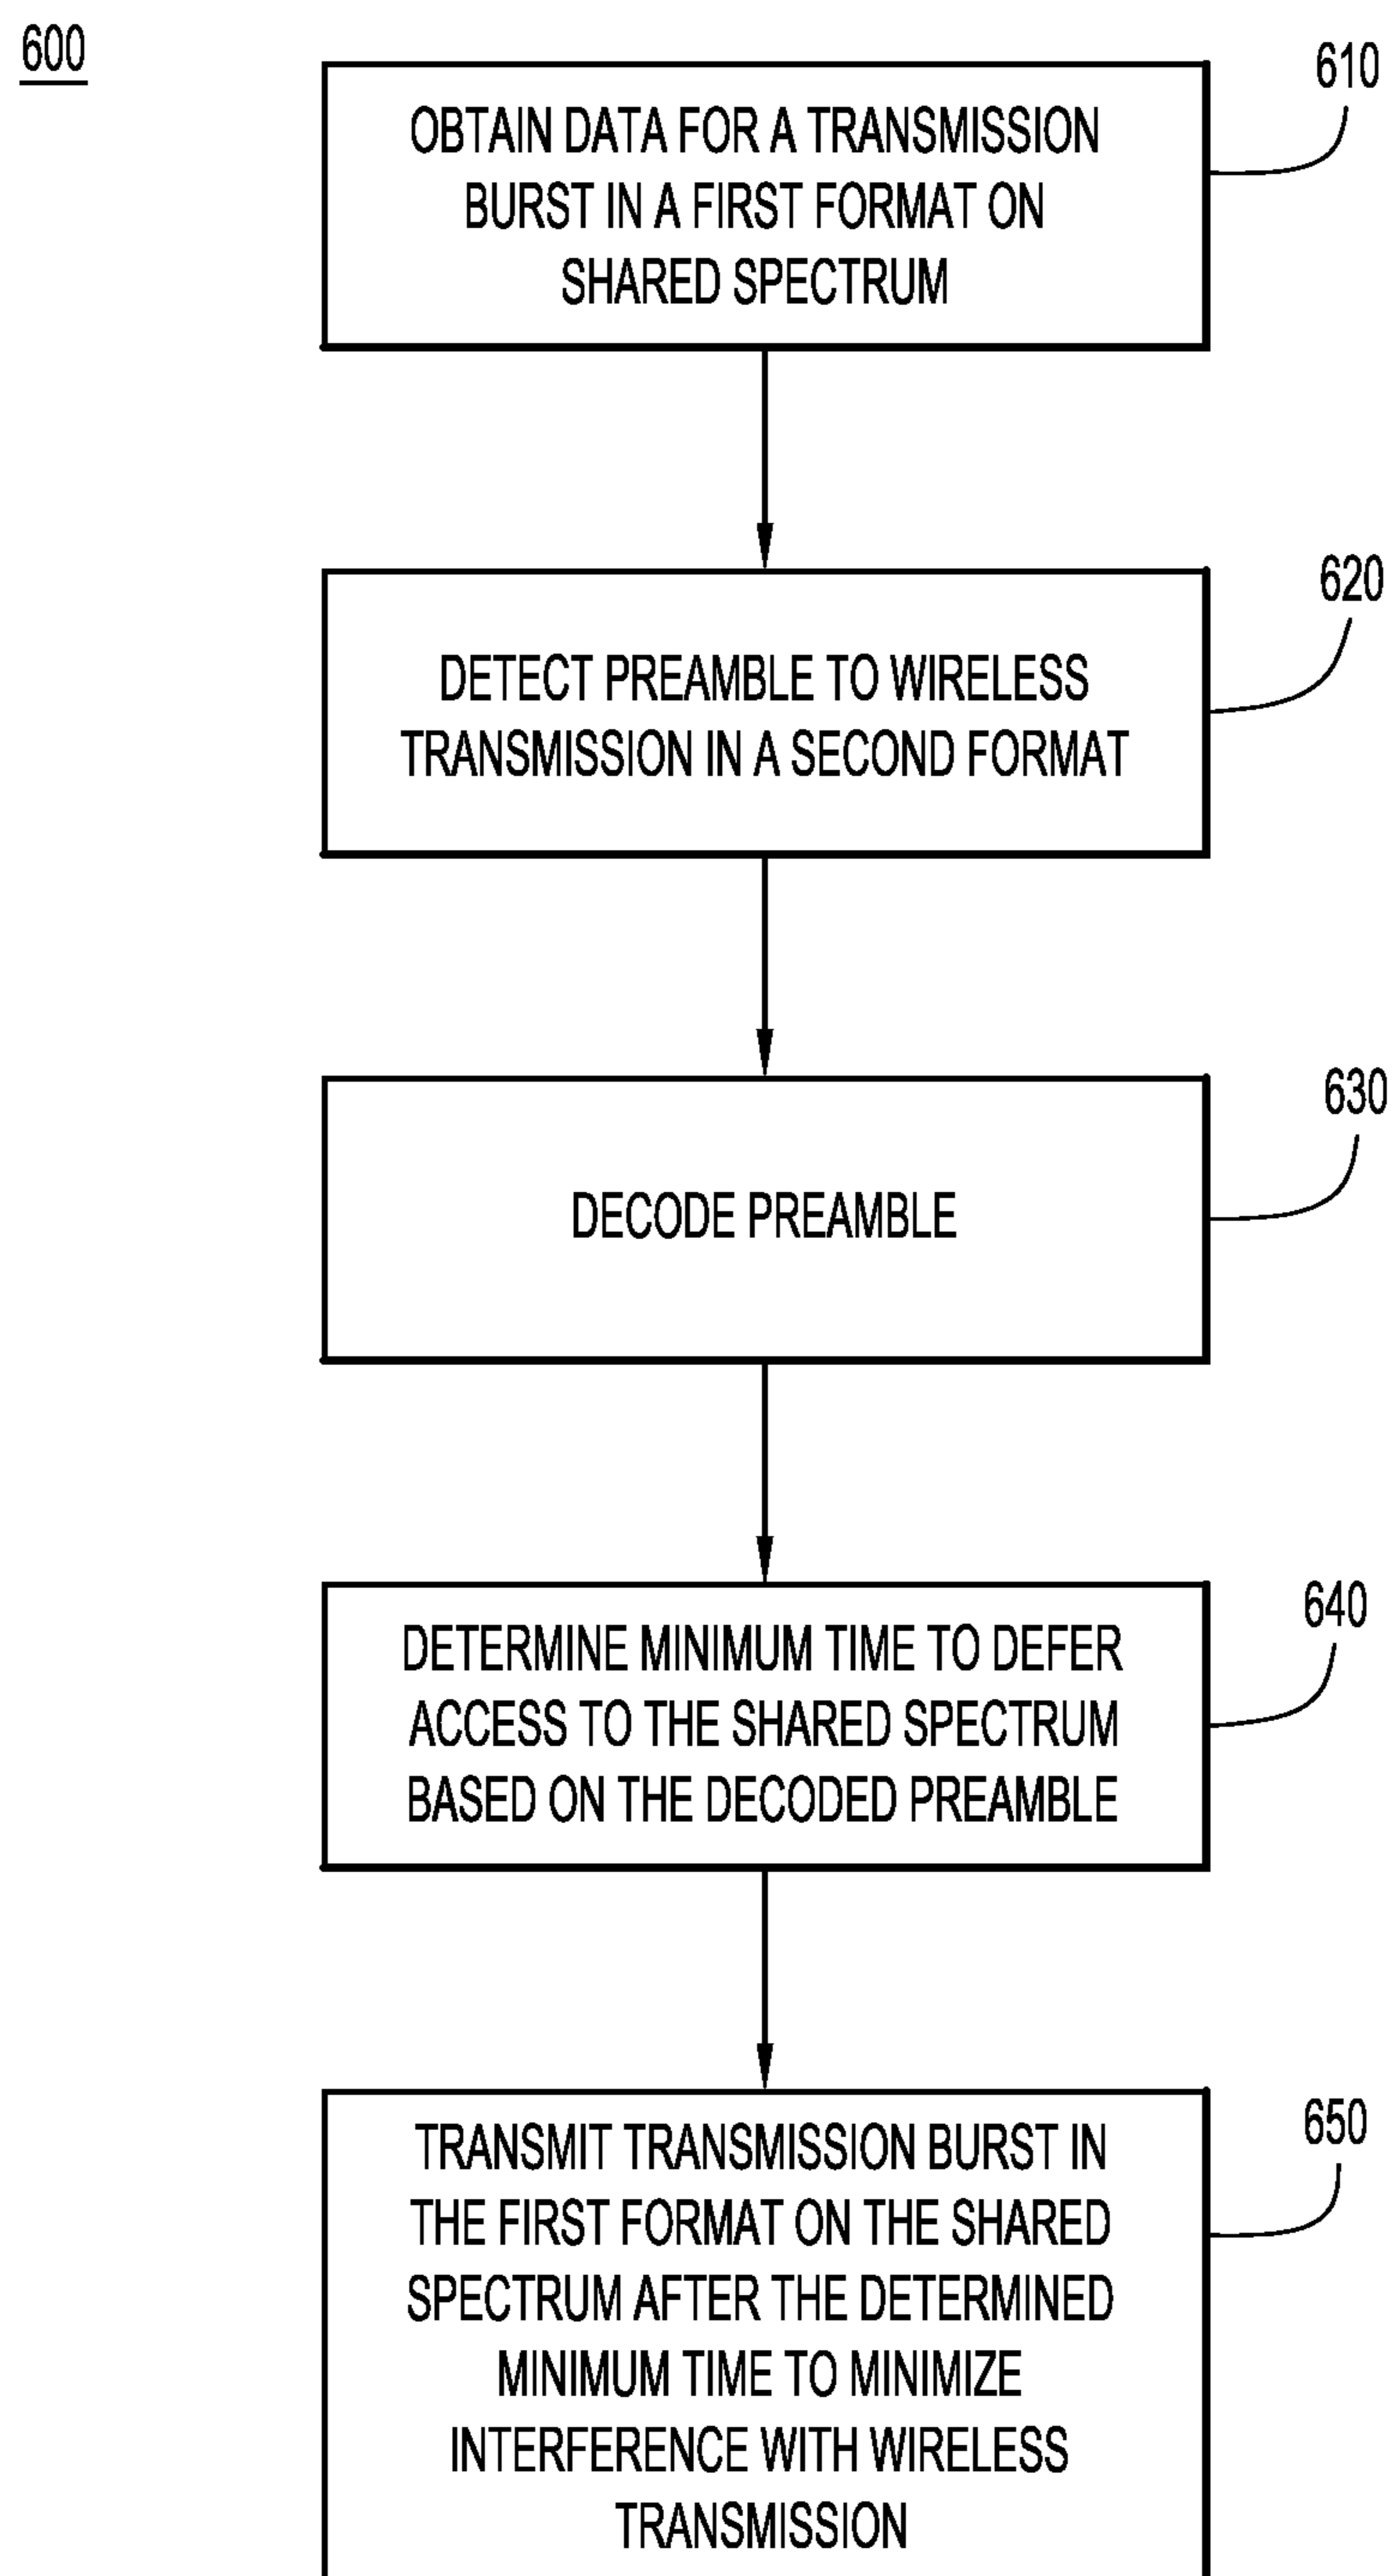 600
610
OBTAIN DATA FOR A TRANSMISSION
BURST IN A FIRST FORMAT ON
SHARED SPECTRUM
620
DETECT PREAMBLE TO WIRELESS
TRANSMISSION IN A SECOND FORMAT
630
DECODE PREAMBLE
640
DETERMINE MINIMUM TIME TO DEFER
ACCESS TO THE SHARED SPECTRUM
BASED ON THE DECODED PREAMBLE
650
TRANSMIT TRANSMISSION BURST IN
THE FIRST FORMAT ON THE SHARED
SPECTRUM AFTER THE DETERMINED
MINIMUM TIME TO MINIMIZE
INTERFERENCE WITH WIRELESS
TRANSMISSION